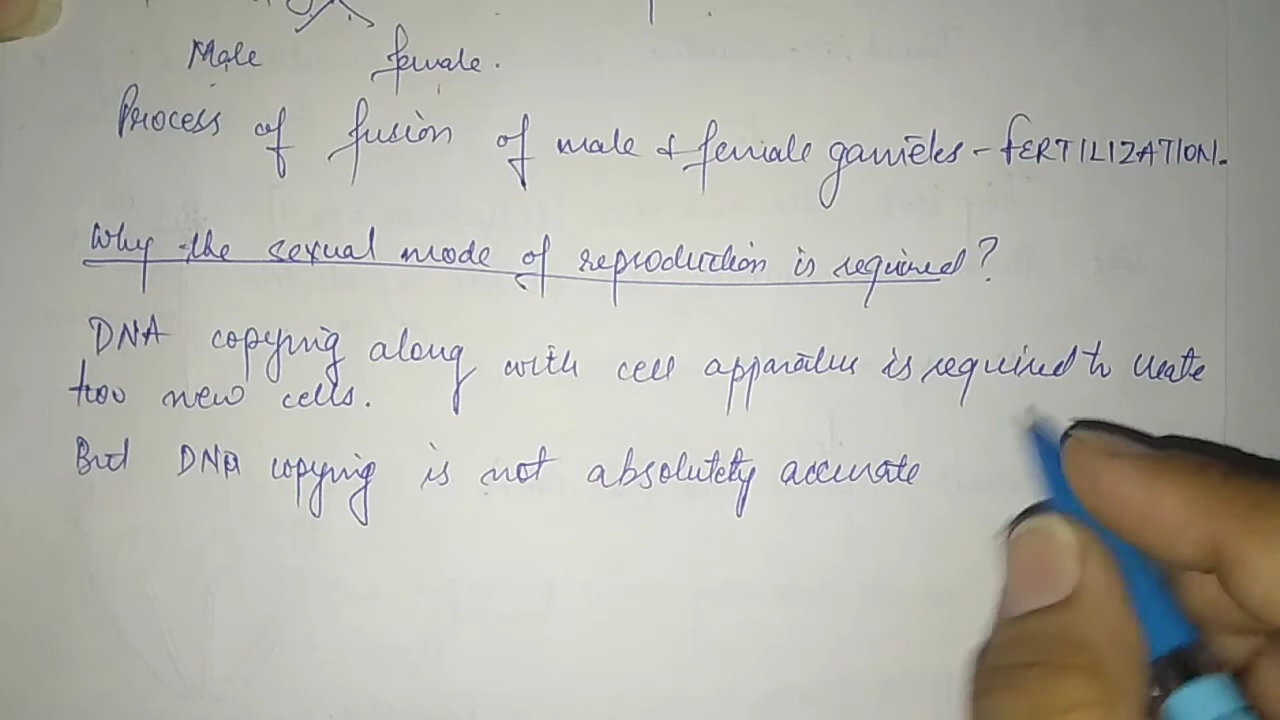 Male female.
Process of fusion of male & female gametes - FERTILIZATION.
Why the sexual mode of reproduction is required?
DNA copying along with cell apparatus is required to create
two new cells.
But DNA copying is not absolutely accurate